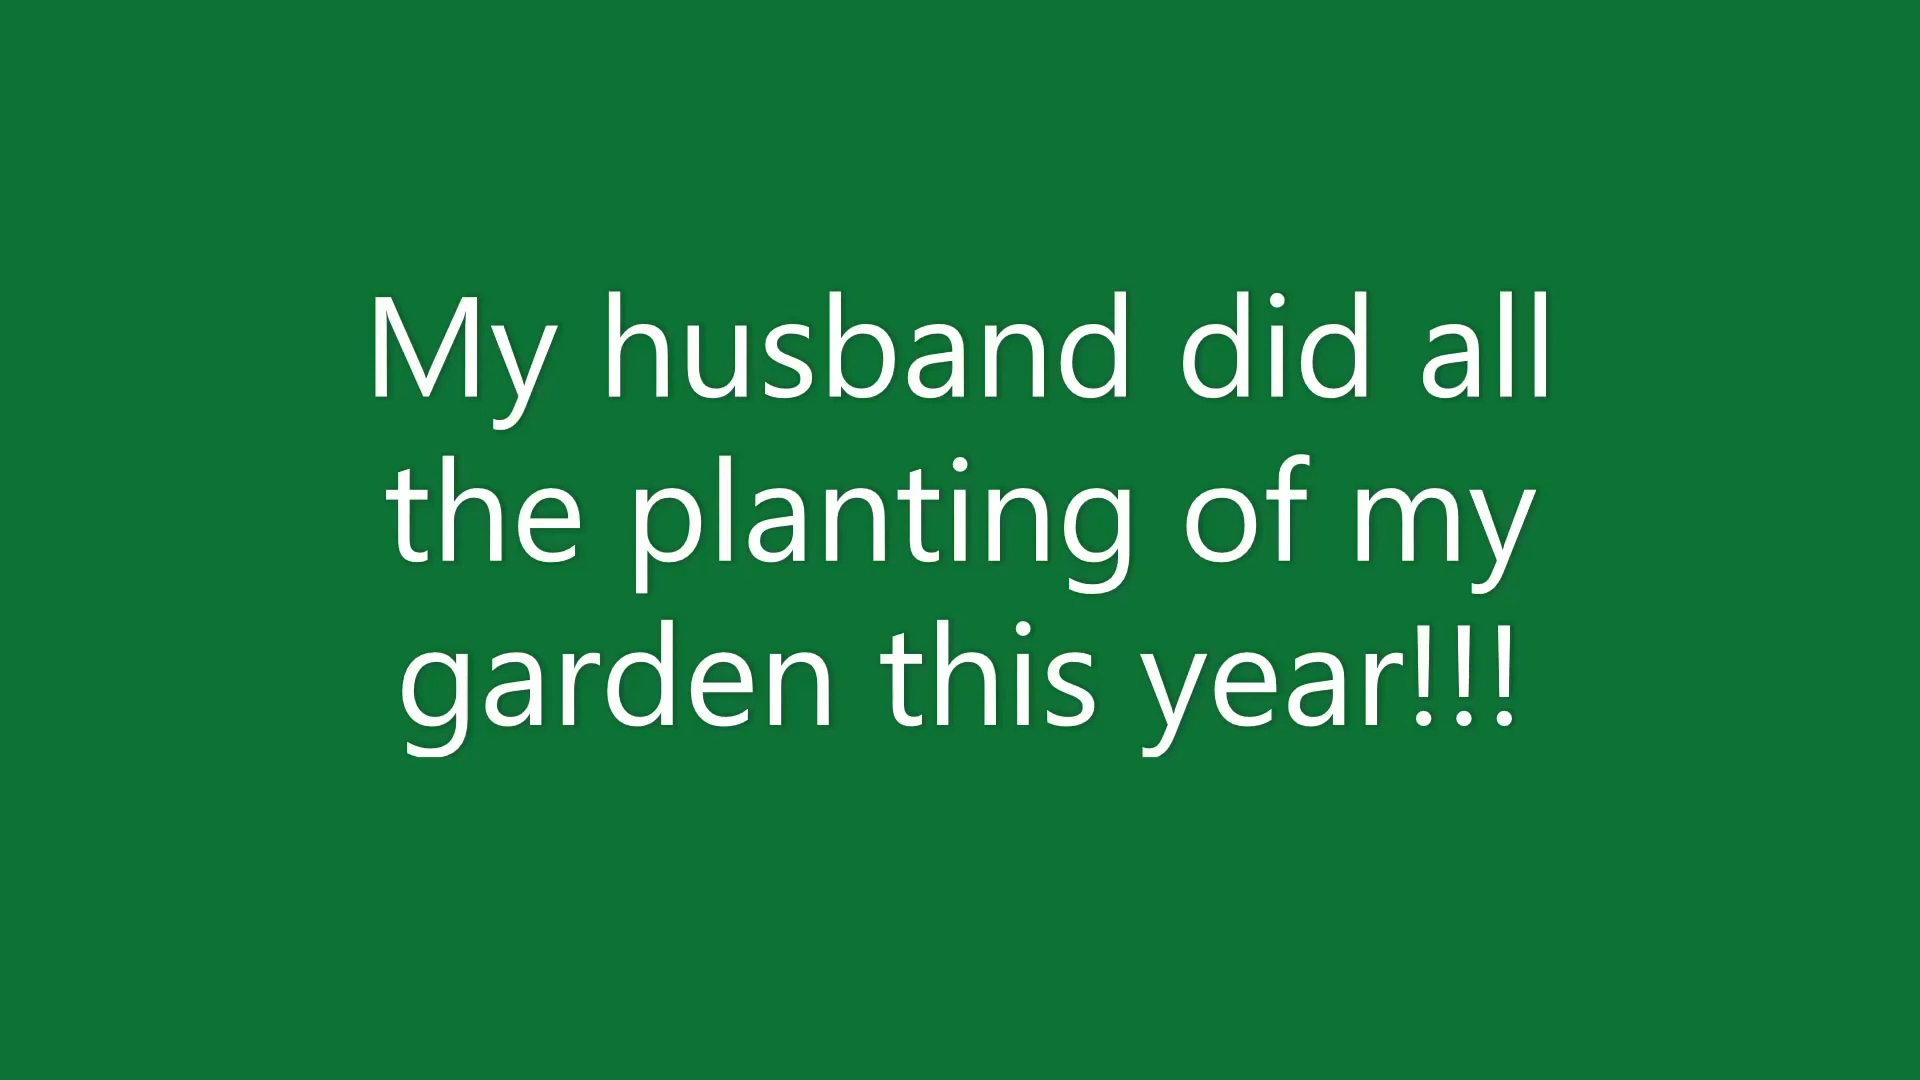 My husband did all
the planting of my
garden this year!!!